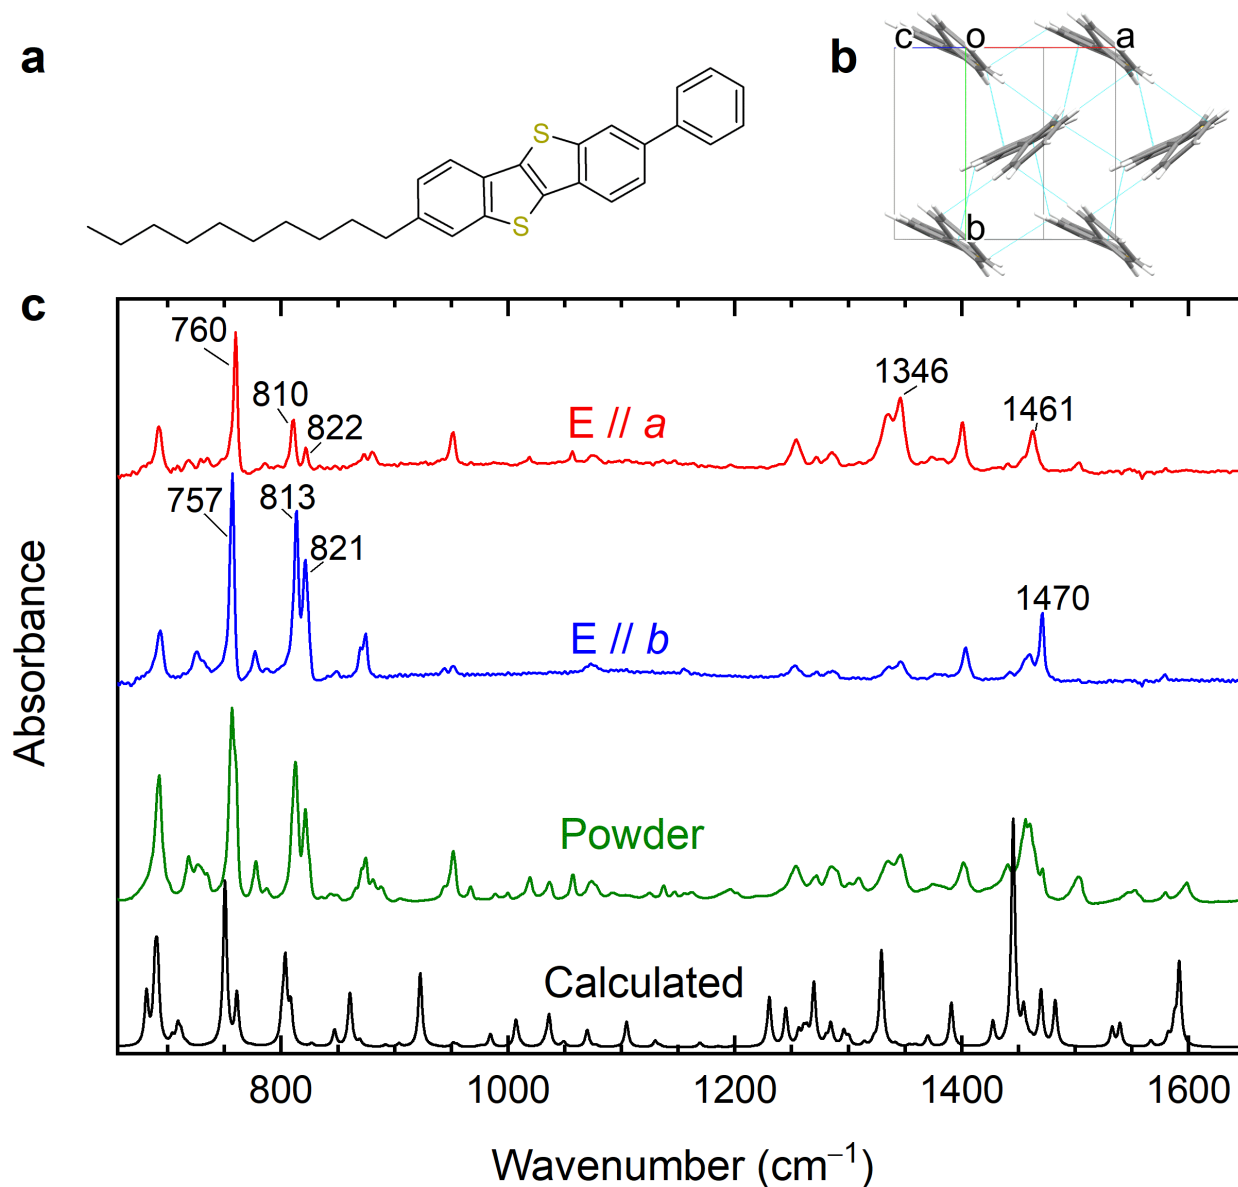 a
S
S
b
c o a
b
c
760
810
822
E // a
1346
1461
757
813
821
E // b
1470
Powder
Calculated
Absorbance
800 1000 1200 1400 1600
Wavenumber (cm⁻¹)